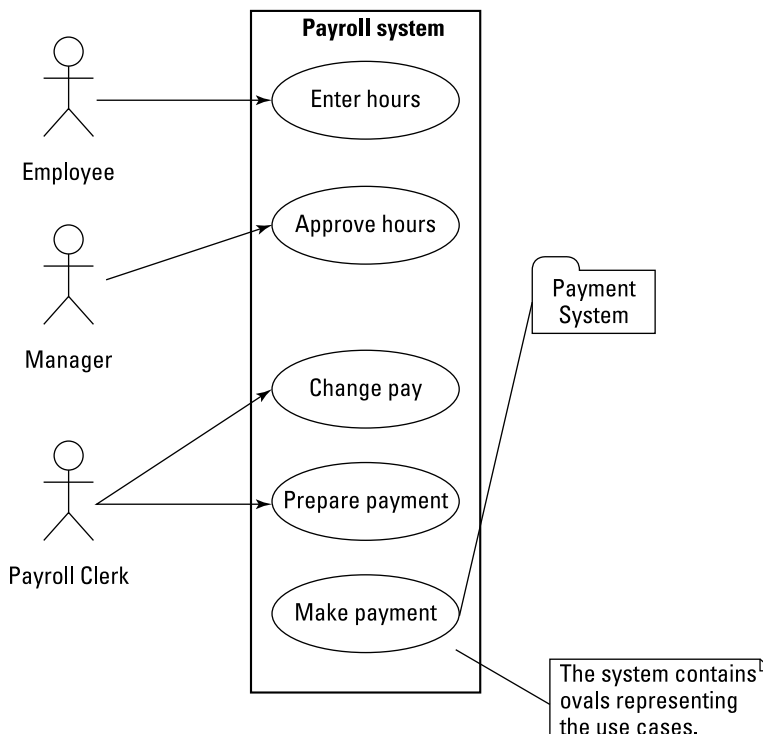 Payroll system
Employee
Enter hours
Manager
Approve hours
Payment
System
Change pay
Payroll Clerk
Prepare payment
Make payment
The system contains
ovals representing
the use cases.